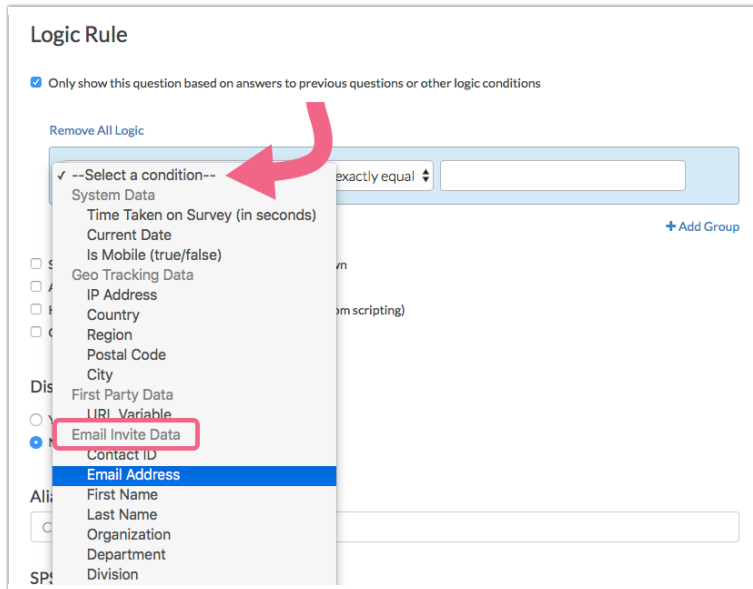 Logic Rule
Only show this question based on answers to previous questions or other logic conditions
Remove All Logic
✓ --Select a condition--
exactly equal
System Data
Time Taken on Survey (in seconds)
+ Add Group
Current Date
Is Mobile (true/false)
Geo Tracking Data
IP Address
Country
om scripting)
Region
Postal Code
City
Dis
First Party Data
URL Variable
Email Invite Data
Contact ID
Email Address
Alia
First Name
Last Name
Organization
Department
SPS
Division